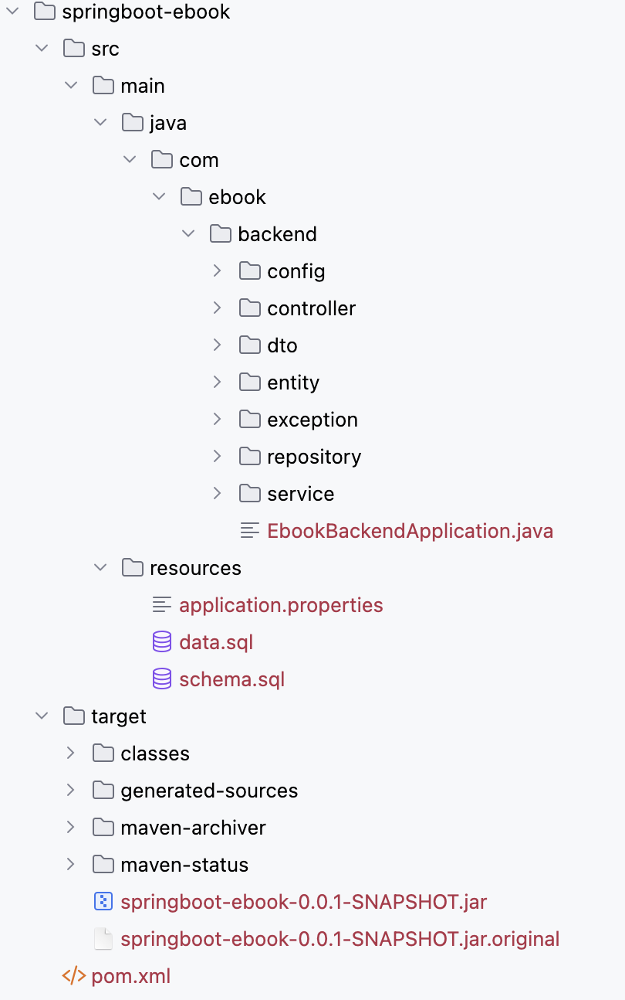 springboot-ebook
src
main
java
com
ebook
backend
config
controller
dto
entity
exception
repository
service
EbookBackendApplication.java
resources
application.properties
data.sql
schema.sql
target
classes
generated-sources
maven-archiver
maven-status
springboot-ebook-0.0.1-SNAPSHOT.jar
springboot-ebook-0.0.1-SNAPSHOT.jar.original
pom.xml